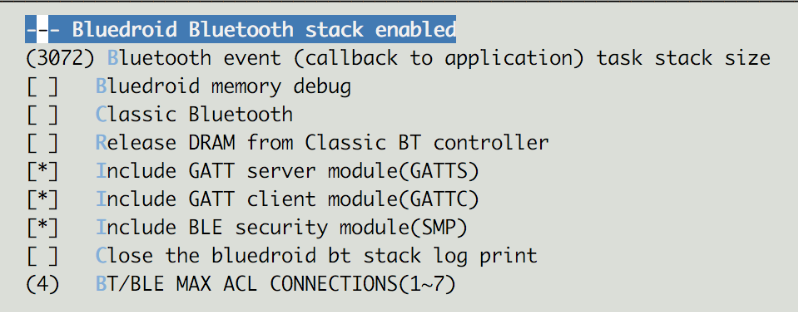 --- Bluedroid Bluetooth stack enabled
(3072) Bluetooth event (callback to application) task stack size
[ ] Bluedroid memory debug
[ ] Classic Bluetooth
[ ] Release DRAM from Classic BT controller
[*] Include GATT server module(GATTS)
[*] Include GATT client module(GATTC)
[*] Include BLE security module(SMP)
[ ] Close the bluedroid bt stack log print
(4) BT/BLE MAX ACL CONNECTIONS(1~7)